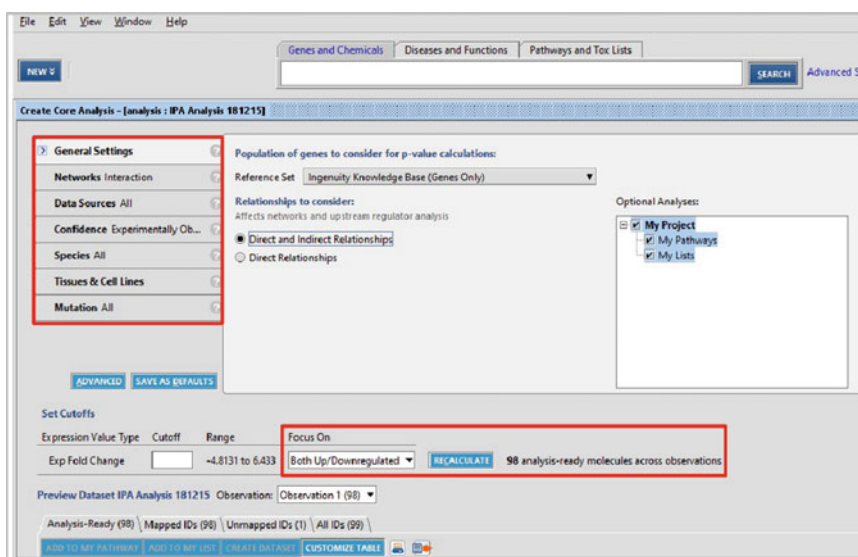 File Edit View Window Help
Genes and Chemicals Diseases and Functions Pathways and Tox Lists
NEW SEARCH Advanced S
Create Core Analysis - [analysis : IPA Analysis 181215]
General Settings
Networks Interaction
Data Sources All
Confidence Experimentally Ob...
Species All
Tissues & Cell Lines
Mutation All
Population of genes to consider for p-value calculations:
Reference Set Ingenuity Knowledge Base (Genes Only)
Relationships to consider:
Affects networks and upstream regulator analysis
Direct and Indirect Relationships
Direct Relationships
Optional Analyses:
My Project
My Pathways
My Lists
ADVANCED SAVE AS DEFAULTS
Set Cutoffs
Expression Value Type Cutoff Range Focus On
Exp Fold Change -4.8131 to 6.433 Both Up/Downregulated RECALCULATE 98 analysis-ready molecules across observations
Preview Dataset IPA Analysis 181215 Observation: Observation 1 (98)
Analysis-Ready (98) Mapped IDs (98) Unmapped IDs (1) All IDs (99)
ADD TO MY PATHWAY ADD TO MY LIST CREATE DATASET CUSTOMIZE TABLE